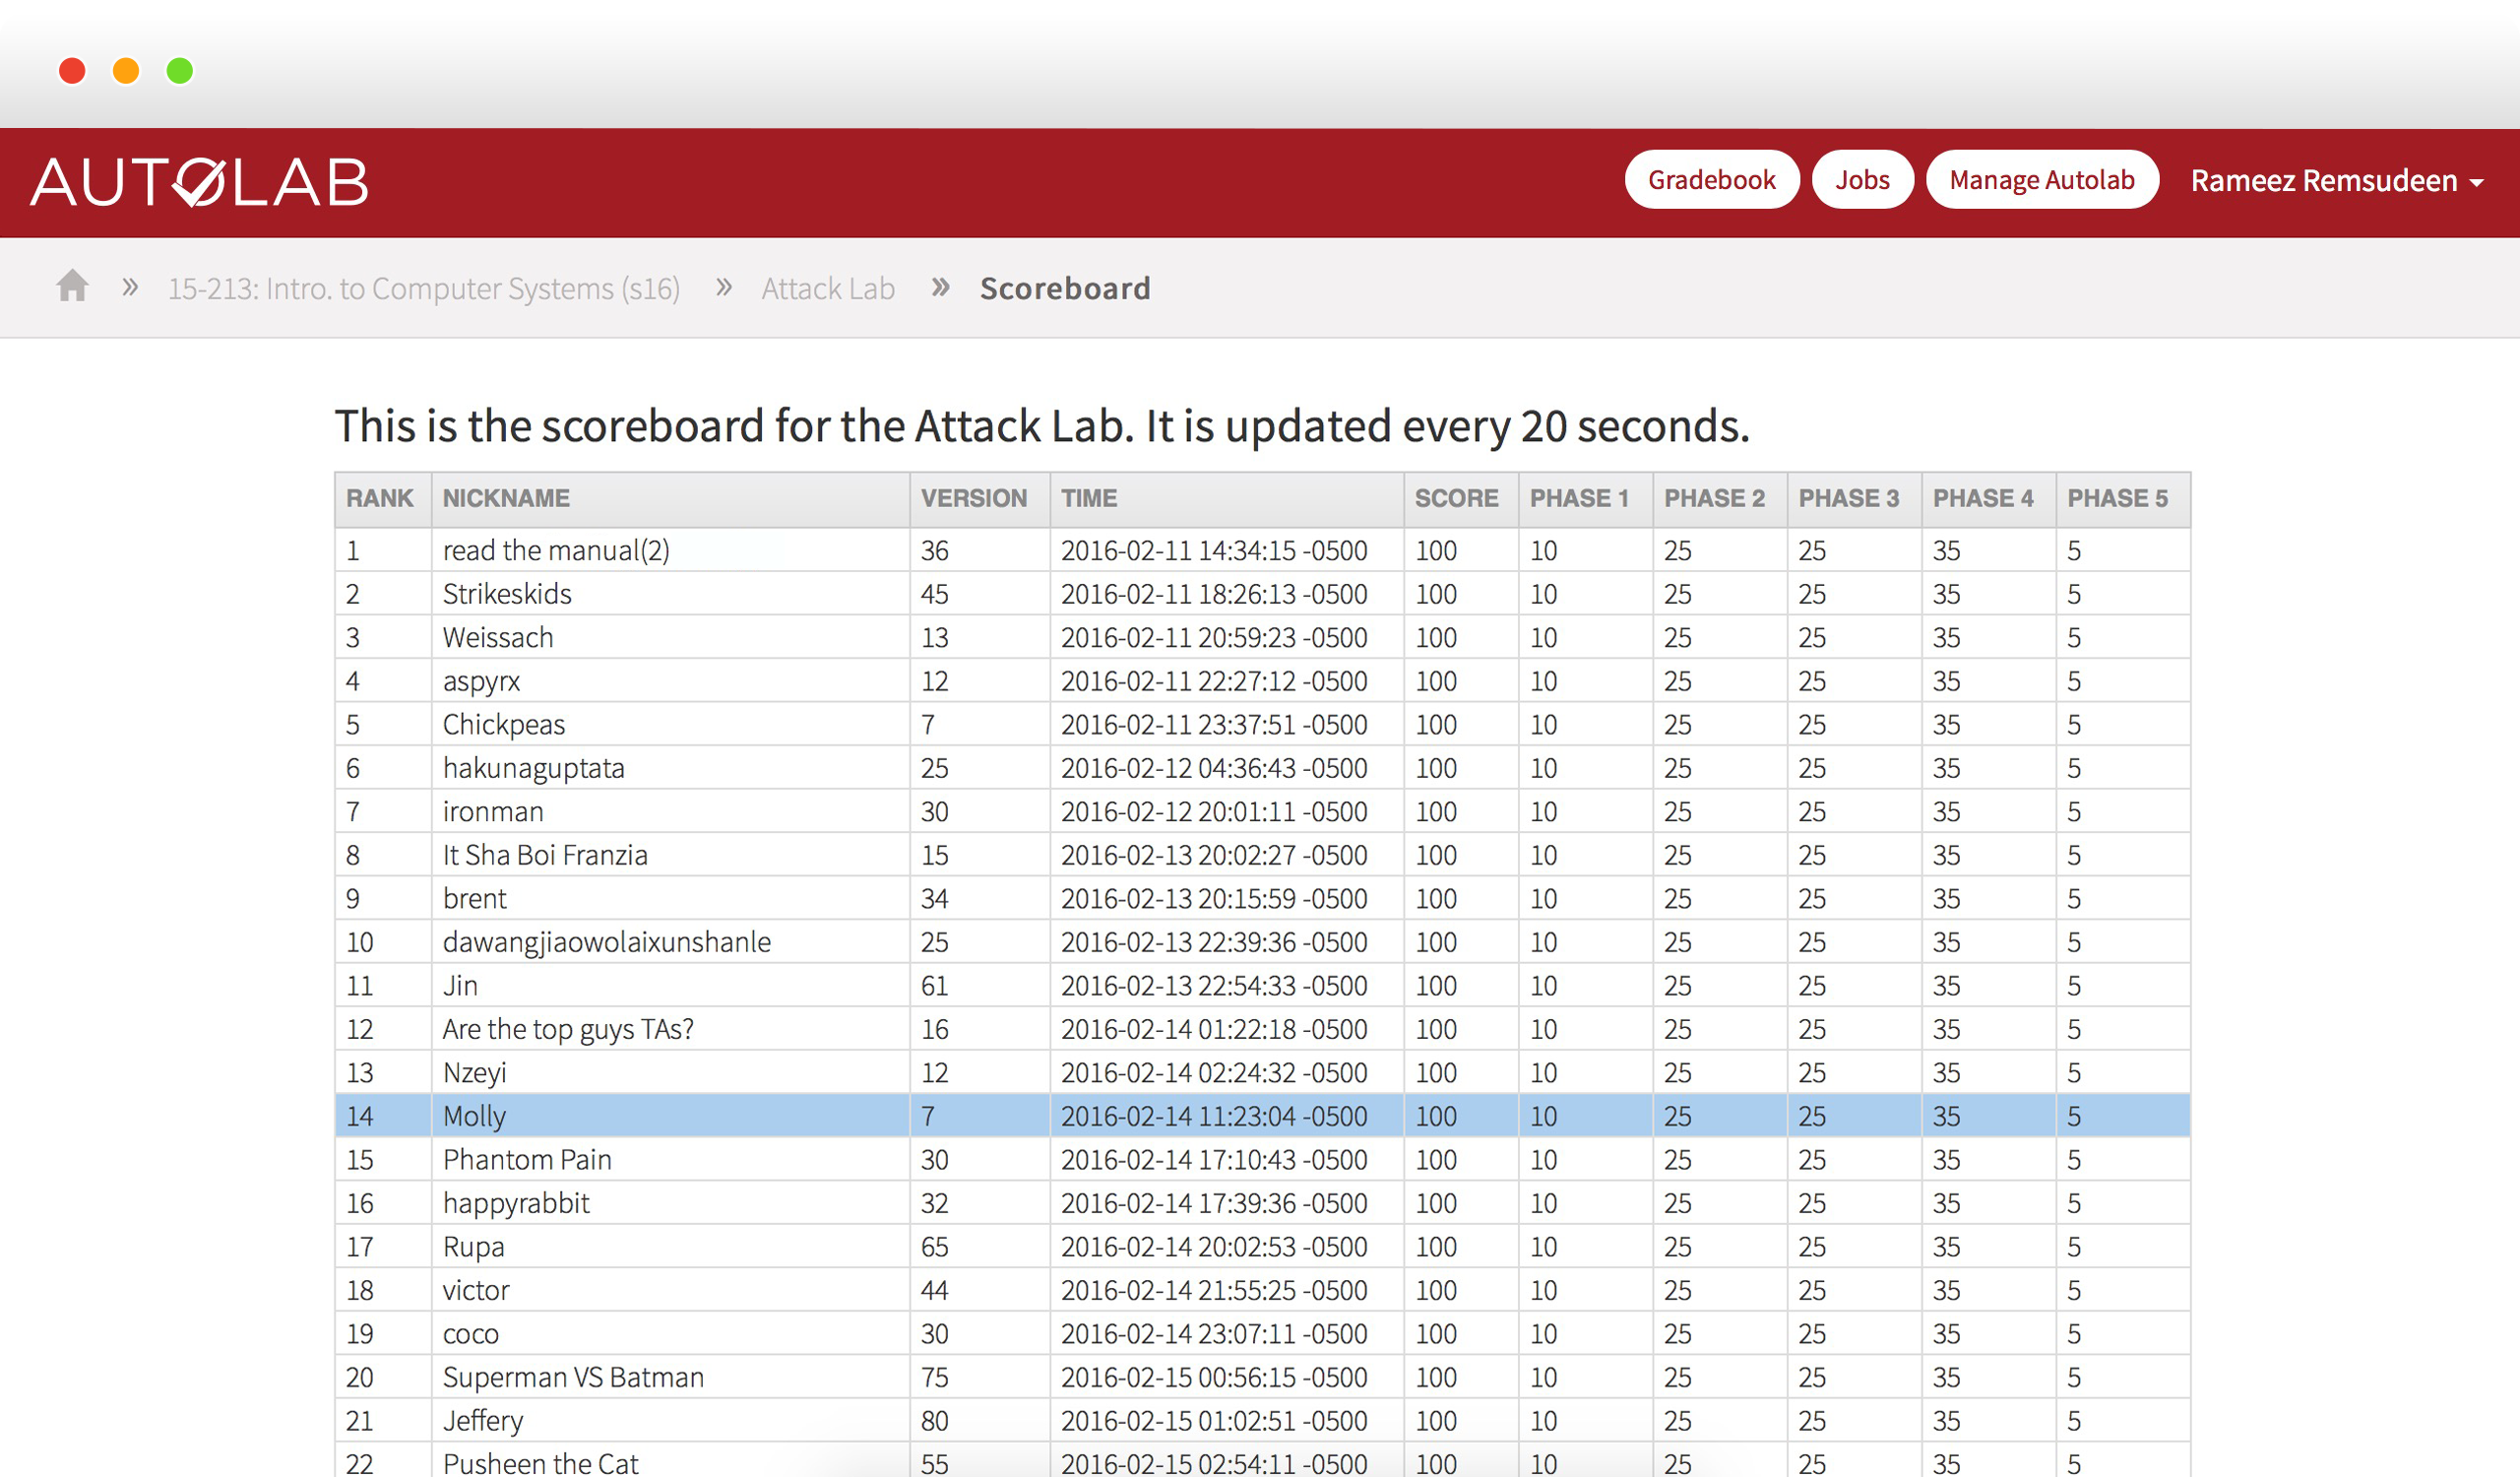 AUTOLAB Gradebook Jobs Manage Autolab Rameez Remsudeen
» 15-213: Intro. to Computer Systems (s16) » Attack Lab » Scoreboard
This is the scoreboard for the Attack Lab. It is updated every 20 seconds.
RANK NICKNAME VERSION TIME SCORE PHASE 1 PHASE 2 PHASE 3 PHASE 4 PHASE 5
1 read the manual(2) 36 2016-02-11 14:34:15 -0500 100 10 25 25 35 5
2 Strikeskids 45 2016-02-11 18:26:13 -0500 100 10 25 25 35 5
3 Weissach 13 2016-02-11 20:59:23 -0500 100 10 25 25 35 5
4 aspyrx 12 2016-02-11 22:27:12 -0500 100 10 25 25 35 5
5 Chickpeas 7 2016-02-11 23:37:51 -0500 100 10 25 25 35 5
6 hakunaguptata 25 2016-02-12 04:36:43 -0500 100 10 25 25 35 5
7 ironman 30 2016-02-12 20:01:11 -0500 100 10 25 25 35 5
8 It Sha Boi Franzia 15 2016-02-13 20:02:27 -0500 100 10 25 25 35 5
9 brent 34 2016-02-13 20:15:59 -0500 100 10 25 25 35 5
10 dawangjiaowolaixunshanle 25 2016-02-13 22:39:36 -0500 100 10 25 25 35 5
11 Jin 61 2016-02-13 22:54:33 -0500 100 10 25 25 35 5
12 Are the top guys TAs? 16 2016-02-14 01:22:18 -0500 100 10 25 25 35 5
13 Nzeyi 12 2016-02-14 02:24:32 -0500 100 10 25 25 35 5
14 Molly 7 2016-02-14 11:23:04 -0500 100 10 25 25 35 5
15 Phantom Pain 30 2016-02-14 17:10:43 -0500 100 10 25 25 35 5
16 happyrabbit 32 2016-02-14 17:39:36 -0500 100 10 25 25 35 5
17 Rupa 65 2016-02-14 20:02:53 -0500 100 10 25 25 35 5
18 victor 44 2016-02-14 21:55:25 -0500 100 10 25 25 35 5
19 coco 30 2016-02-14 23:07:11 -0500 100 10 25 25 35 5
20 Superman VS Batman 75 2016-02-15 00:56:15 -0500 100 10 25 25 35 5
21 Jeffery 80 2016-02-15 01:02:51 -0500 100 10 25 25 35 5
22 Pusheen the Cat 55 2016-02-15 02:54:11 -0500 100 10 25 25 35 5